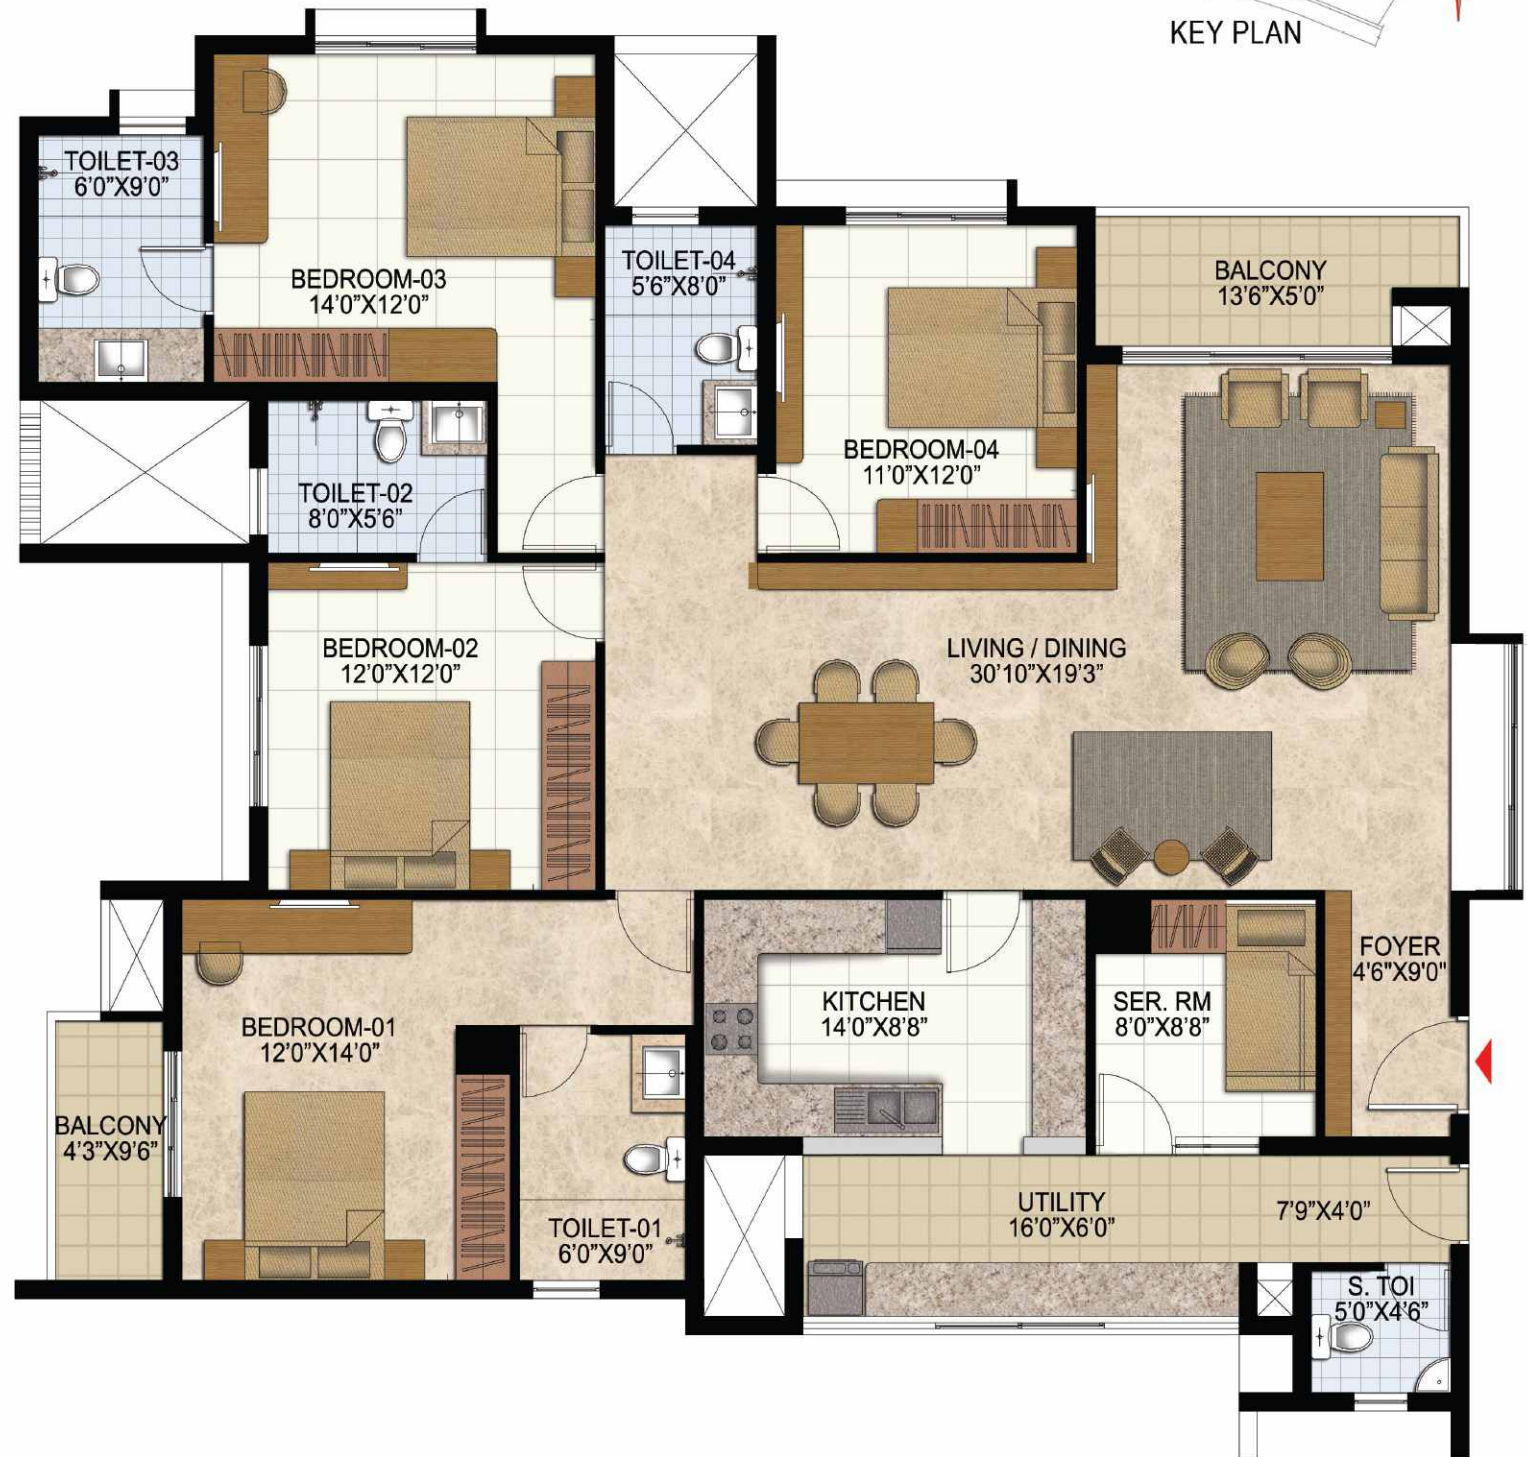 KEY PLAN
TOILET-03
6'0"X9'0"
BEDROOM-03
14'0"X12'0"
TOILET-04
5'6"X8'0"
BALCONY
13'6"X5'0"
BEDROOM-04
11'0"X12'0"
TOILET-02
8'0"X5'6"
BEDROOM-02
12'0"X12'0"
LIVING / DINING
30'10"X19'3"
FOYER
4'6"X9'0"
KITCHEN
14'0"X8'8"
SER. RM
8'0"X8'8"
BEDROOM-01
12'0"X14'0"
BALCONY
4'3"X9'6"
TOILET-01
6'0"X9'0"
UTILITY
16'0"X6'0"
7'9"X4'0"
S. TOI
5'0"X4'6"